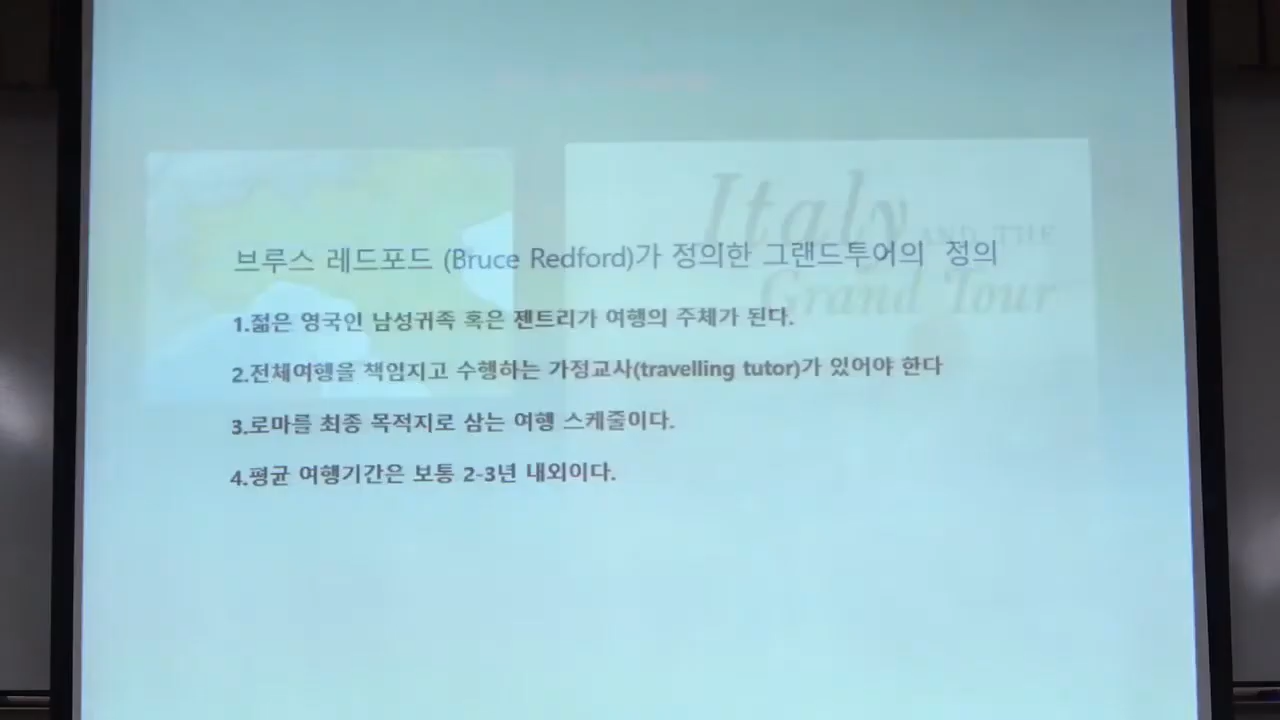 Italy AND THE
Grand Tour
브루스 레드포드 (Bruce Redford)가 정의한 그랜드투어의 정의
1.젊은 영국인 남성귀족 혹은 젠트리가 여행의 주체가 된다.
2.전체여행을 책임지고 수행하는 가정교사(travelling tutor)가 있어야 한다
3.로마를 최종 목적지로 삼는 여행 스케줄이다.
4.평균 여행기간은 보통 2-3년 내외이다.